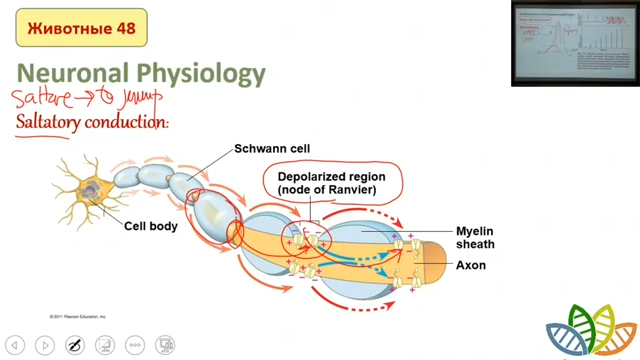 Животные 48
Neuronal Physiology
Saltare → to jump
Saltatory conduction:
Schwann cell
Depolarized region
(node of Ranvier)
Cell body
Myelin
sheath
Axon
© 2011 Pearson Education, Inc.